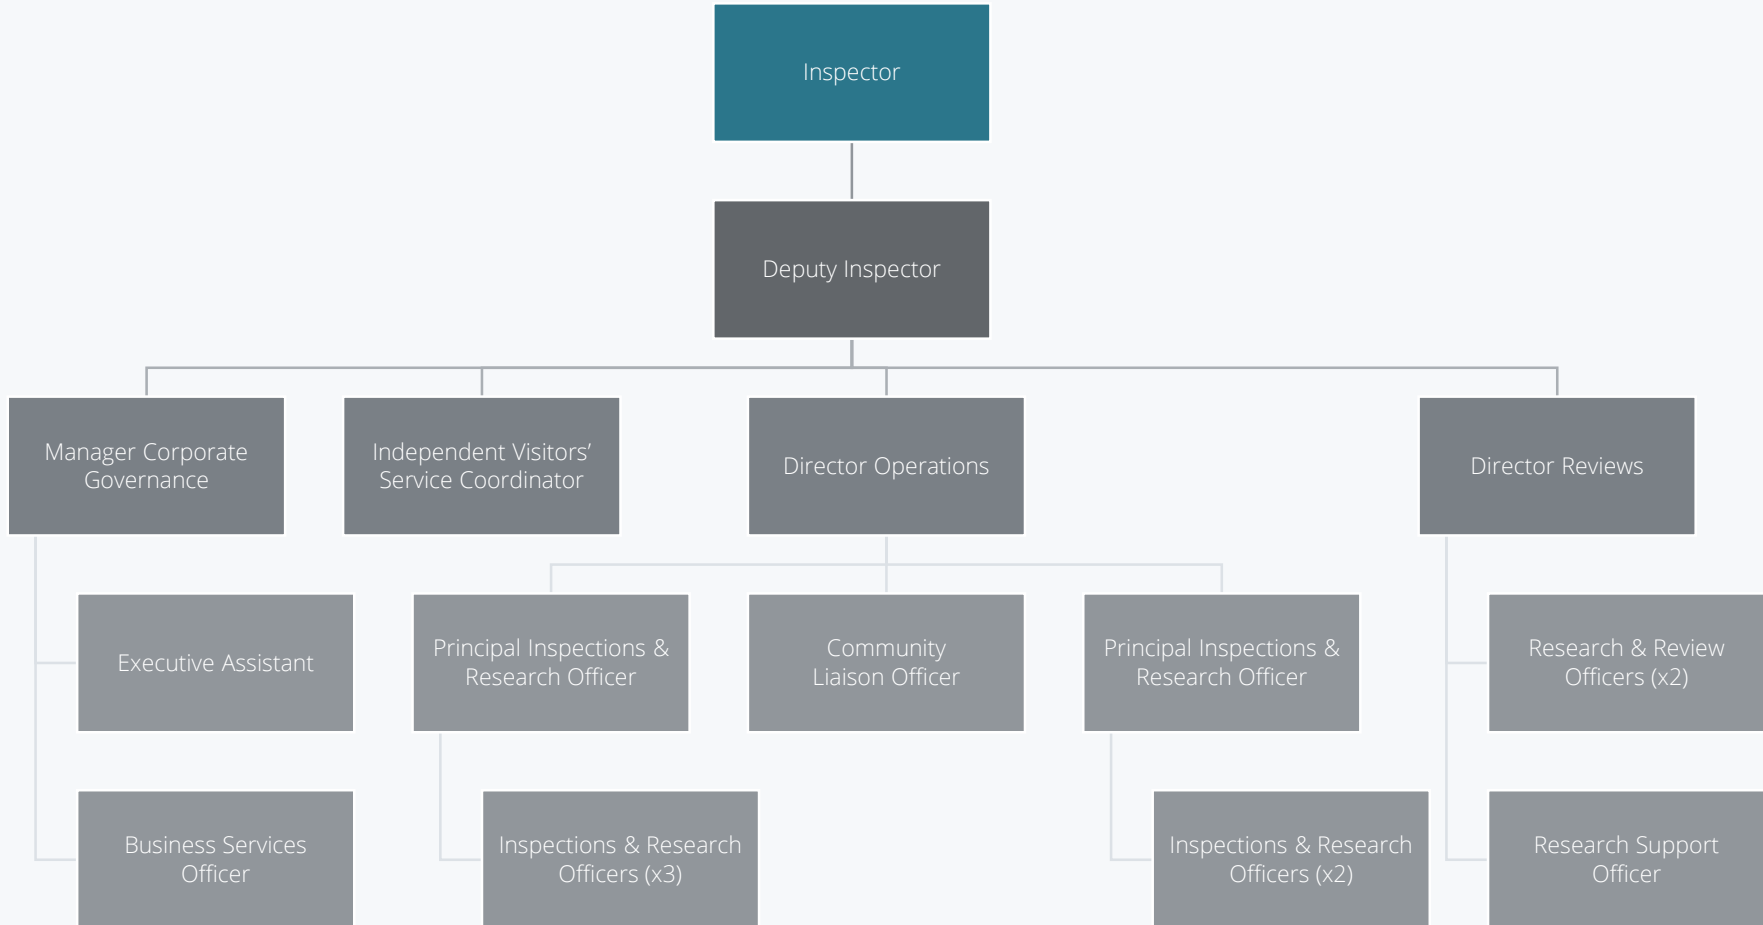 Inspector
Deputy Inspector
Manager Corporate
Governance
Independent Visitors’
Service Coordinator
Director Operations
Director Reviews
Executive Assistant
Principal Inspections &
Research Officer
Community
Liaison Officer
Principal Inspections &
Research Officer
Research & Review
Officers (x2)
Business Services
Officer
Inspections & Research
Officers (x3)
Inspections & Research
Officers (x2)
Research Support
Officer